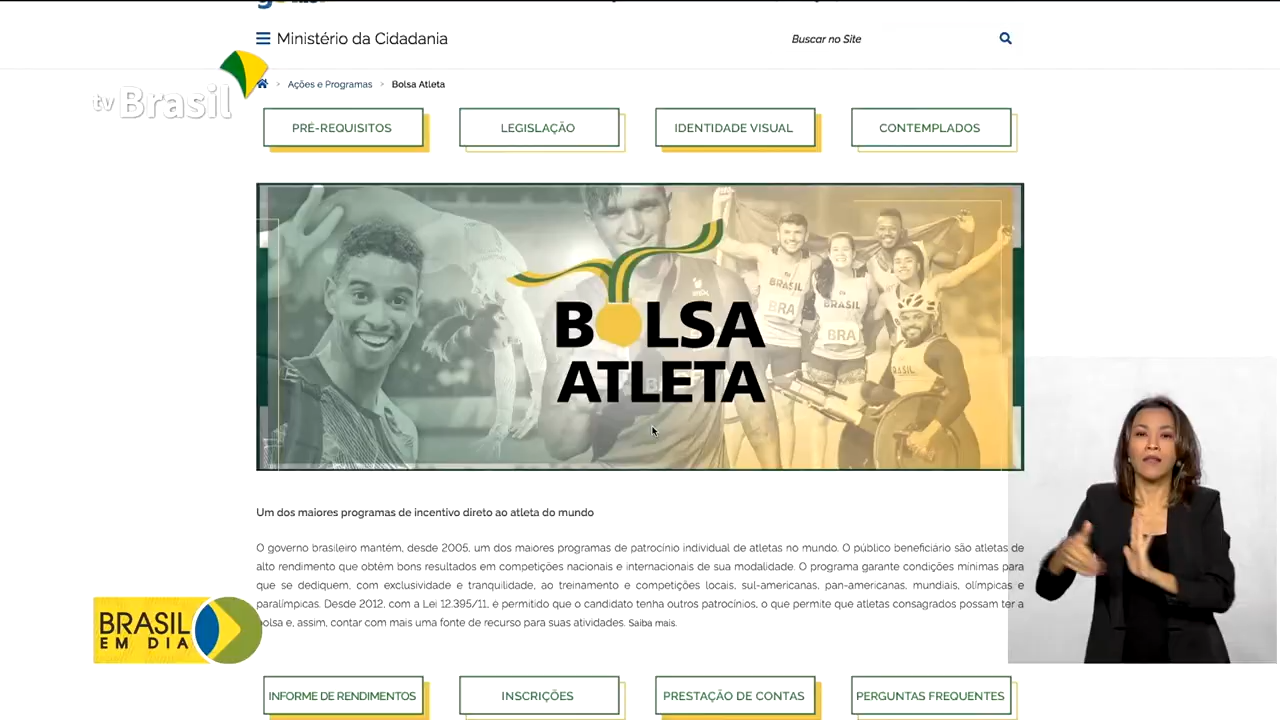 Ministério da Cidadania
Buscar no Site
tv Brasil
> Ações e Programas > Bolsa Atleta
PRÉ-REQUISITOS
LEGISLAÇÃO
IDENTIDADE VISUAL
CONTEMPLADOS
BRASIL
BRA
BRASIL
BRA
BRASIL
BOLSA
ATLETA
Um dos maiores programas de incentivo direto ao atleta do mundo
O governo brasileiro mantém, desde 2005, um dos maiores programas de patrocínio individual de atletas no mundo. O público beneficiário são atletas de
alto rendimento que obtêm bons resultados em competições nacionais e internacionais de sua modalidade. O programa garante condições mínimas para
que se dediquem, com exclusividade e tranquilidade, ao treinamento e competições locais, sul-americanas, pan-americanas, mundiais, olímpicas e
paralímpicas. Desde 2012, com a Lei 12.395/11, é permitido que o candidato tenha outros patrocínios, o que permite que atletas consagrados possam ter a
bolsa e, assim, contar com mais uma fonte de recurso para suas atividades. Saiba mais.
BRASIL
EM DIA
INFORME DE RENDIMENTOS
INSCRIÇÕES
PRESTAÇÃO DE CONTAS
PERGUNTAS FREQUENTES